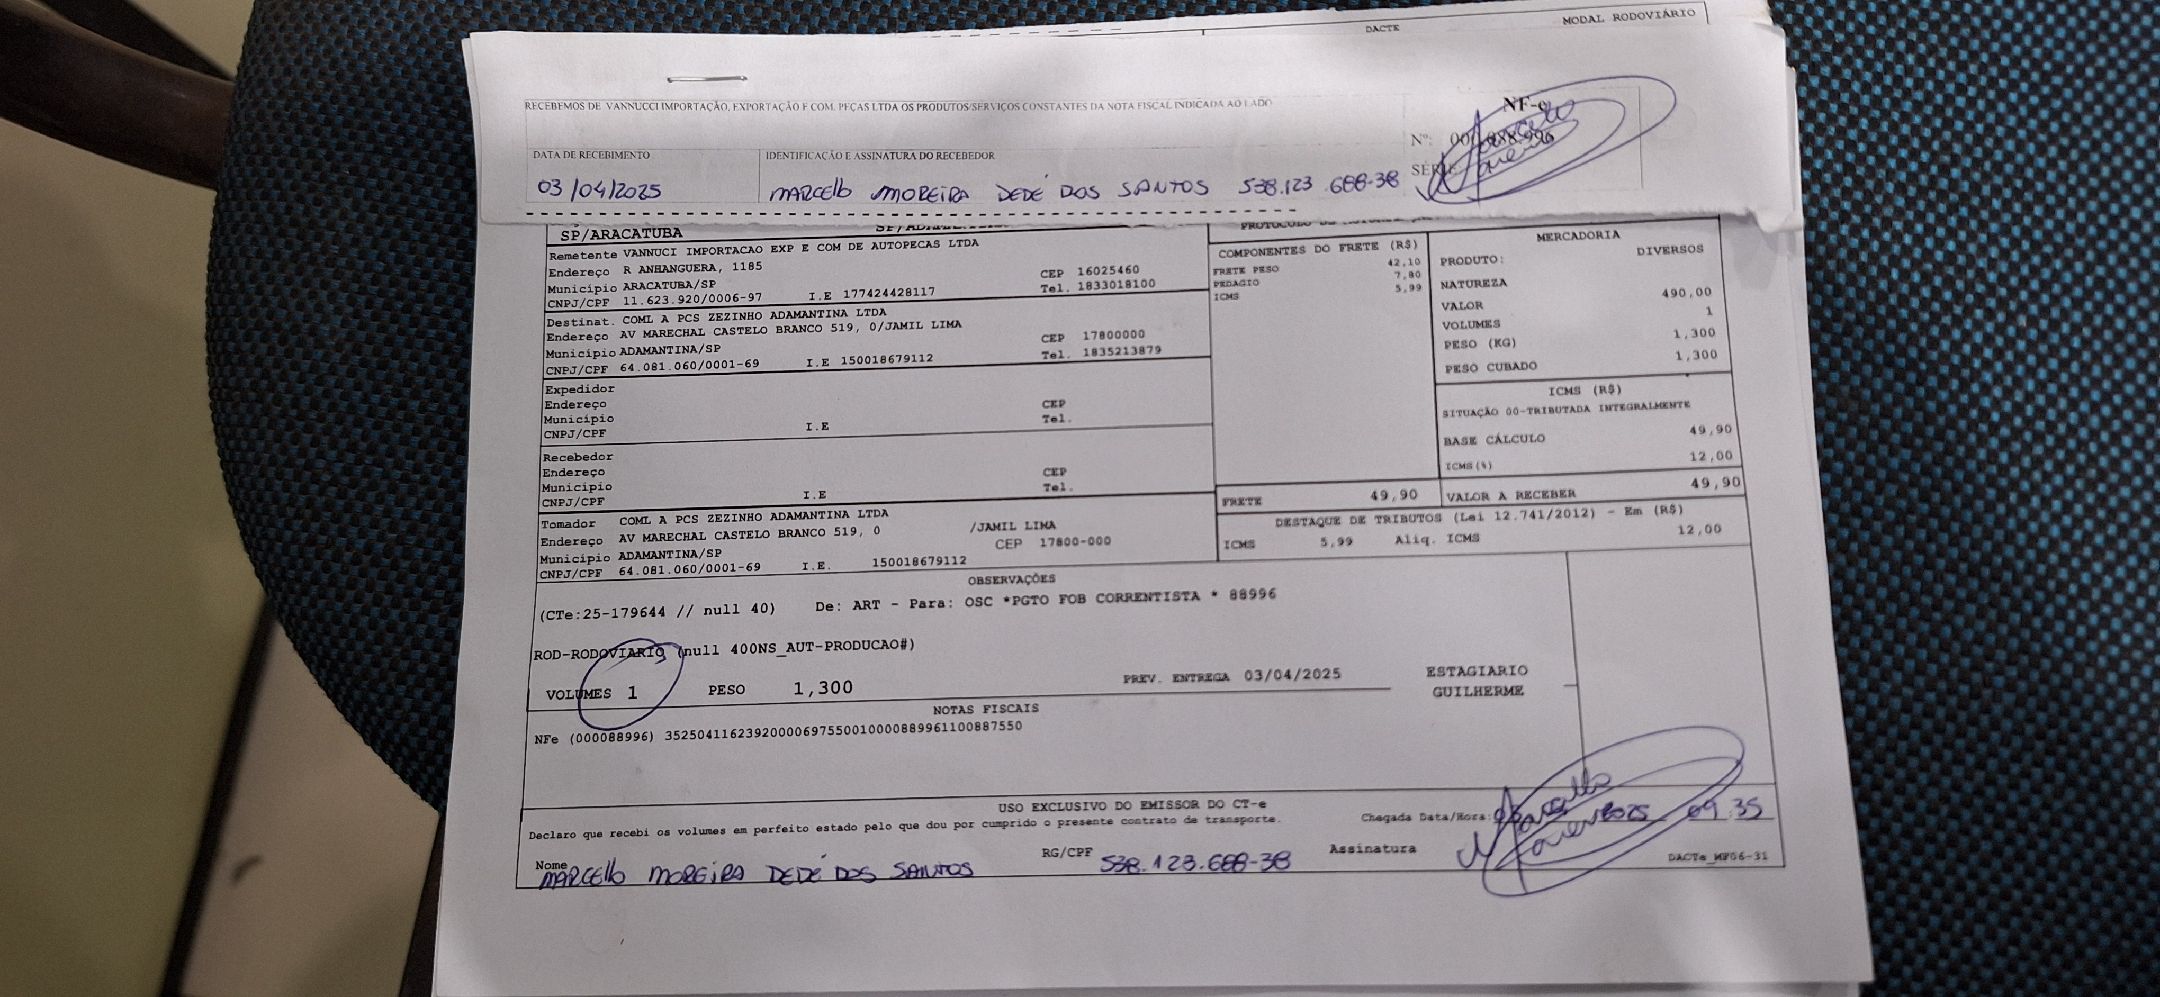 DACTE MODAL RODOVIÁRIO
RECEBEMOS DE VANNUCCI IMPORTAÇÃO, EXPORTAÇÃO E COM. PEÇAS LTDA OS PRODUTOS/SERVIÇOS CONSTANTES DA NOTA FISCAL INDICADA AO LADO
NF-e
Nº: 000.088.996
SÉRIE
DATA DE RECEBIMENTO IDENTIFICAÇÃO E ASSINATURA DO RECEBEDOR
03/04/2025 MARCELLO MOREIRA DEDÉ DOS SANTOS 538.123.688-38
SP/ARACATUBA
Remetente VANNUCI IMPORTACAO EXP E COM DE AUTOPECAS LTDA
Endereço R ANHANGUERA, 1185 CEP 16025460
Município ARACATUBA/SP Tel. 1833018100
CNPJ/CPF 11.623.920/0006-97 I.E 177424428117
Destinat. COML A PCS ZEZINHO ADAMANTINA LTDA
Endereço AV MARECHAL CASTELO BRANCO 519, 0/JAMIL LIMA CEP 17800000
Município ADAMANTINA/SP Tel. 1835213879
CNPJ/CPF 64.081.060/0001-69 I.E 150018679112
Expedidor
Endereço CEP
Município Tel.
CNPJ/CPF I.E
Recebedor
Endereço CEP
Município Tel.
CNPJ/CPF I.E
Tomador COML A PCS ZEZINHO ADAMANTINA LTDA
Endereço AV MARECHAL CASTELO BRANCO 519, 0 /JAMIL LIMA
Município ADAMANTINA/SP CEP 17800-000
CNPJ/CPF 64.081.060/0001-69 I.E. 150018679112
COMPONENTES DO FRETE (R$)
FRETE PESO 42,10
PEDAGIO 7,80
ICMS 5,99
FRETE 49,90
MERCADORIA
PRODUTO: DIVERSOS
NATUREZA
VALOR 490,00
VOLUMES 1
PESO (KG) 1,300
PESO CUBADO 1,300
ICMS (R$)
SITUAÇÃO 00-TRIBUTADA INTEGRALMENTE
BASE CÁLCULO 49,90
ICMS(%) 12,00
VALOR A RECEBER 49,90
DESTAQUE DE TRIBUTOS (Lei 12.741/2012) - Em (R$)
ICMS 5,99 Aliq. ICMS 12,00
OBSERVAÇÕES
(CTe:25-179644 // null 40) De: ART - Para: OSC *PGTO FOB CORRENTISTA * 88996
ROD-RODOVIARIO (null 400NS_AUT-PRODUCAO#)
VOLUMES 1 PESO 1,300 PREV. ENTREGA 03/04/2025
ESTAGIARIO
GUILHERME
NOTAS FISCAIS
NFe (000088996) 35250411623920000697550010000889961100887550
USO EXCLUSIVO DO EMISSOR DO CT-e
Declaro que recebi os volumes em perfeito estado pelo que dou por cumprido o presente contrato de transporte. Chegada Data/Hora: 09:35
Nome MARCELLO MOREIRA DEDÉ DOS SANTOS RG/CPF 538.123.688-38 Assinatura
DACTe_MP06-31